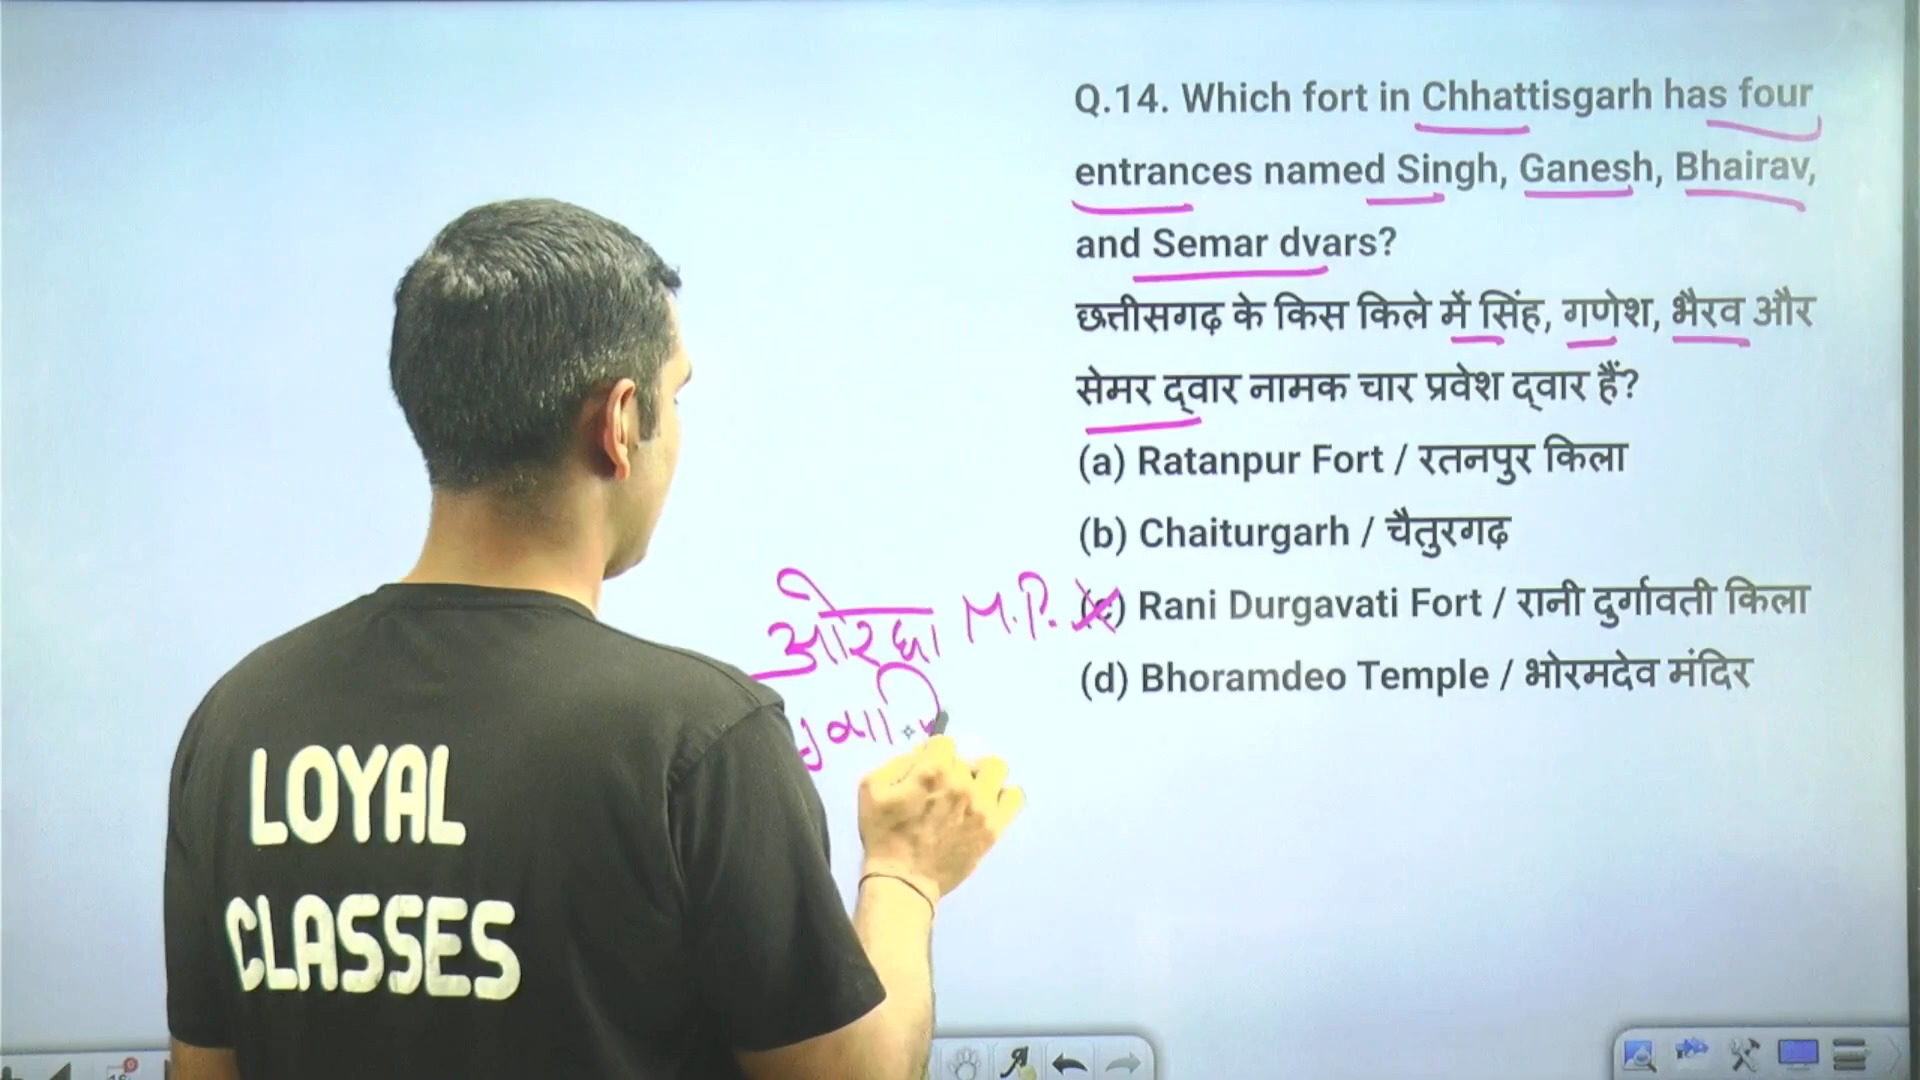 Q.14. Which fort in Chhattisgarh has four
entrances named Singh, Ganesh, Bhairav,
and Semar dvars?
छत्तीसगढ़ के किस किले में सिंह, गणेश, भैरव और
सेमर द्वार नामक चार प्रवेश द्वार हैं?
(a) Ratanpur Fort / रतनपुर किला
(b) Chaiturgarh / चैतुरगढ़
(c) Rani Durgavati Fort / रानी दुर्गावती किला
(d) Bhoramdeo Temple / भोरमदेव मंदिर
ओरछा M.P.
LOYAL
CLASSES